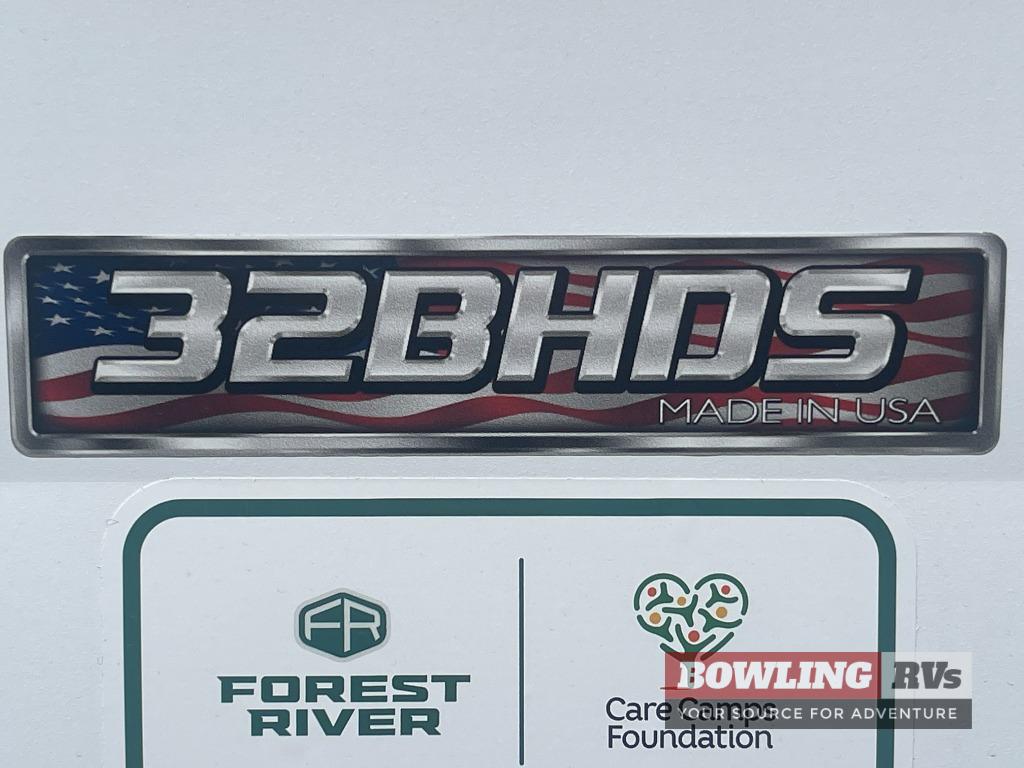 32BHDS
MADE IN USA
FR
FOREST
RIVER
Care Camps
Foundation
BOWLING RVs
YOUR SOURCE FOR ADVENTURE